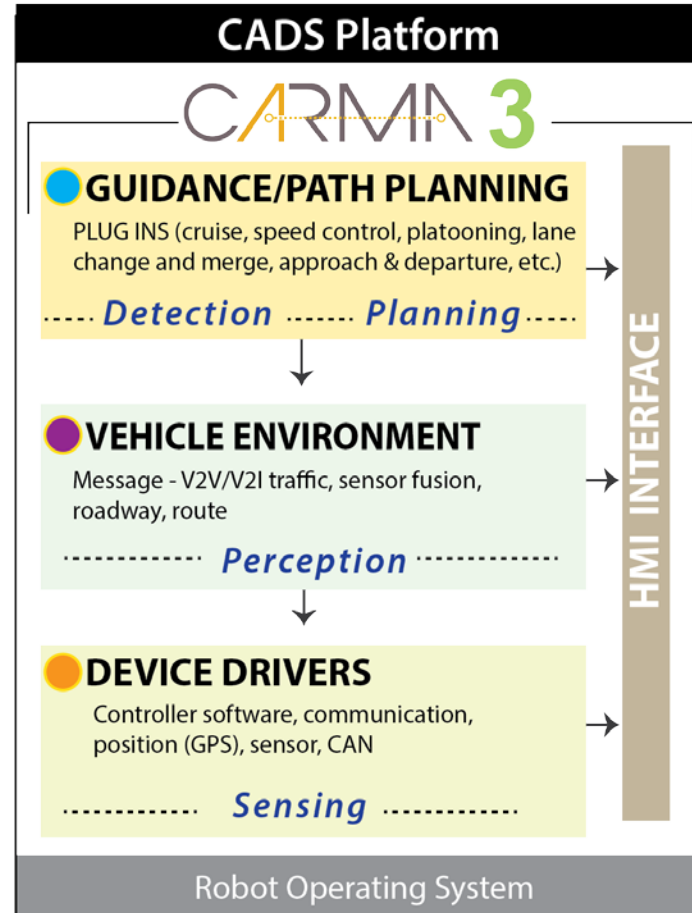 CADS Platform
CARMA 3
GUIDANCE/PATH PLANNING
PLUG INS (cruise, speed control, platooning, lane
change and merge, approach & departure, etc.)
Detection
Planning
VEHICLE ENVIRONMENT
Message - V2V/V2I traffic, sensor fusion,
roadway, route
Perception
DEVICE DRIVERS
Controller software, communication,
position (GPS), sensor, CAN
Sensing
HMI INTERFACE
Robot Operating System